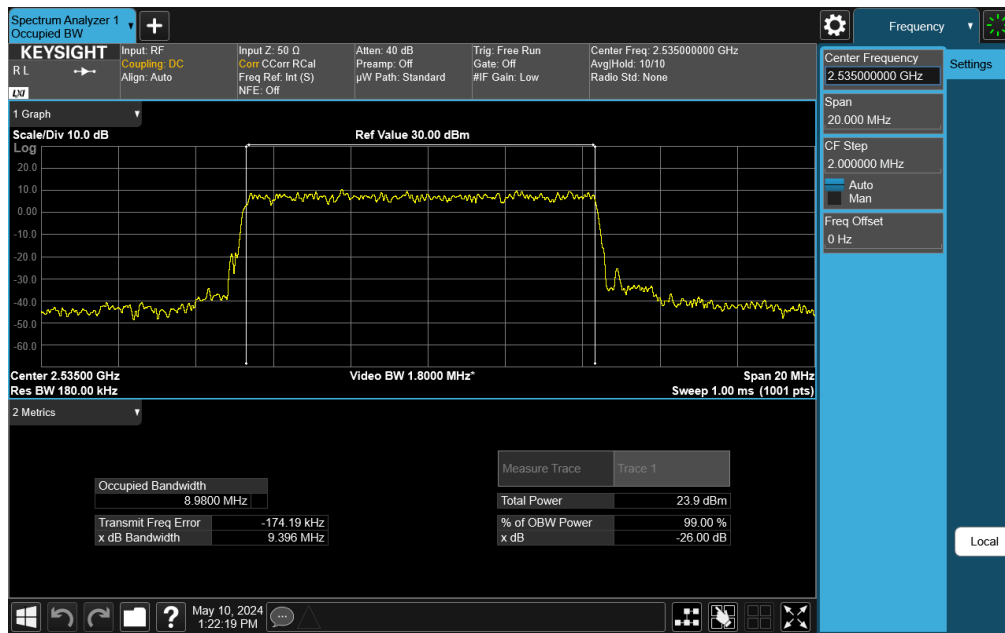 Spectrum Analyzer 1
Occupied BW
Frequency
KEYSIGHT
R L
LXI
Input: RF
Coupling: DC
Align: Auto
Input Z: 50 Ω
Corr CCorr RCal
Freq Ref: Int (S)
NFE: Off
Atten: 40 dB
Preamp: Off
µW Path: Standard
Trig: Free Run
Gate: Off
#IF Gain: Low
Center Freq: 2.535000000 GHz
Avg|Hold: 10/10
Radio Std: None
Center Frequency
2.535000000 GHz
Settings
Span
20.000 MHz
CF Step
2.000000 MHz
Auto
Man
Freq Offset
0 Hz
1 Graph
Scale/Div 10.0 dB
Ref Value 30.00 dBm
Log
20.0
10.0
0.00
-10.0
-20.0
-30.0
-40.0
-50.0
-60.0
Center 2.53500 GHz
Video BW 1.8000 MHz*
Span 20 MHz
Res BW 180.00 kHz
Sweep 1.00 ms (1001 pts)
2 Metrics
Measure Trace
Trace 1
Occupied Bandwidth
8.9800 MHz
Total Power
23.9 dBm
Transmit Freq Error
-174.19 kHz
% of OBW Power
99.00 %
x dB Bandwidth
9.396 MHz
x dB
-26.00 dB
Local
?
May 10, 2024
1:22:19 PM